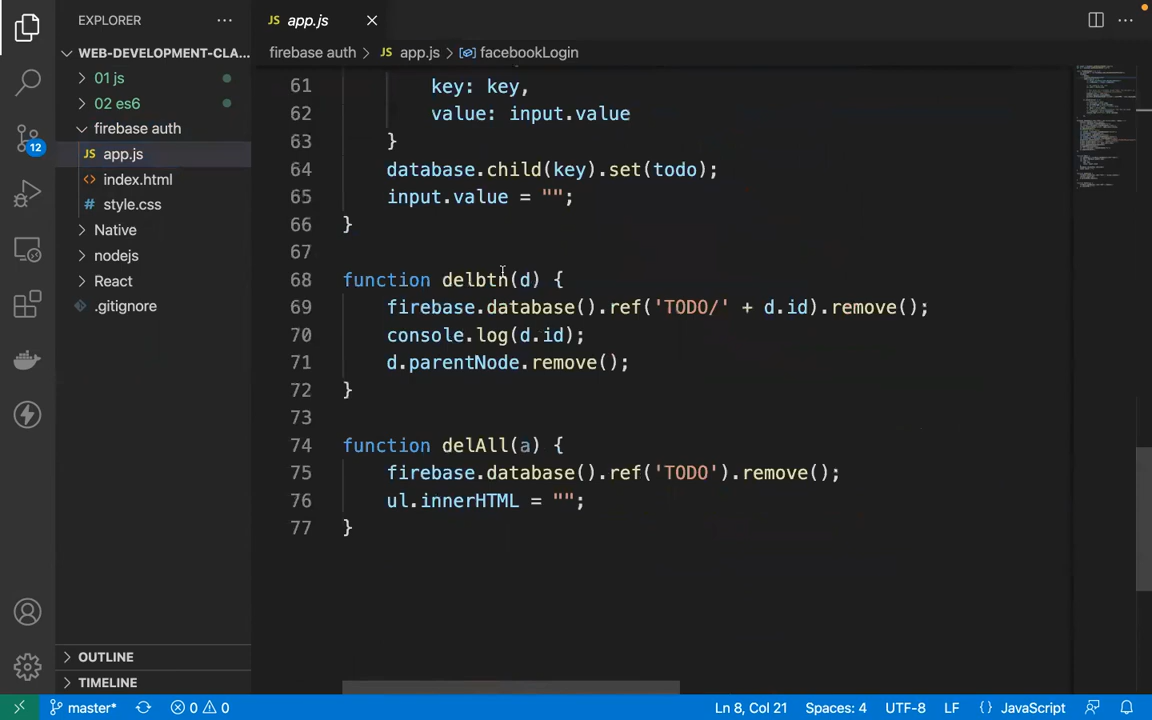 EXPLORER
WEB-DEVELOPMENT-CLA...
01 js
02 es6
firebase auth
JS app.js
<> index.html
# style.css
Native
nodejs
React
.gitignore
OUTLINE
TIMELINE
12
JS app.js
firebase auth > JS app.js > facebookLogin
61 key: key,
62 value: input.value
63 }
64 database.child(key).set(todo);
65 input.value = "";
66 }
67
68 function delbtn(d) {
69 firebase.database().ref('TODO/' + d.id).remove();
70 console.log(d.id);
71 d.parentNode.remove();
72 }
73
74 function delAll(a) {
75 firebase.database().ref('TODO').remove();
76 ul.innerHTML = "";
77 }
master* 0 0 Ln 8, Col 21 Spaces: 4 UTF-8 LF {} JavaScript